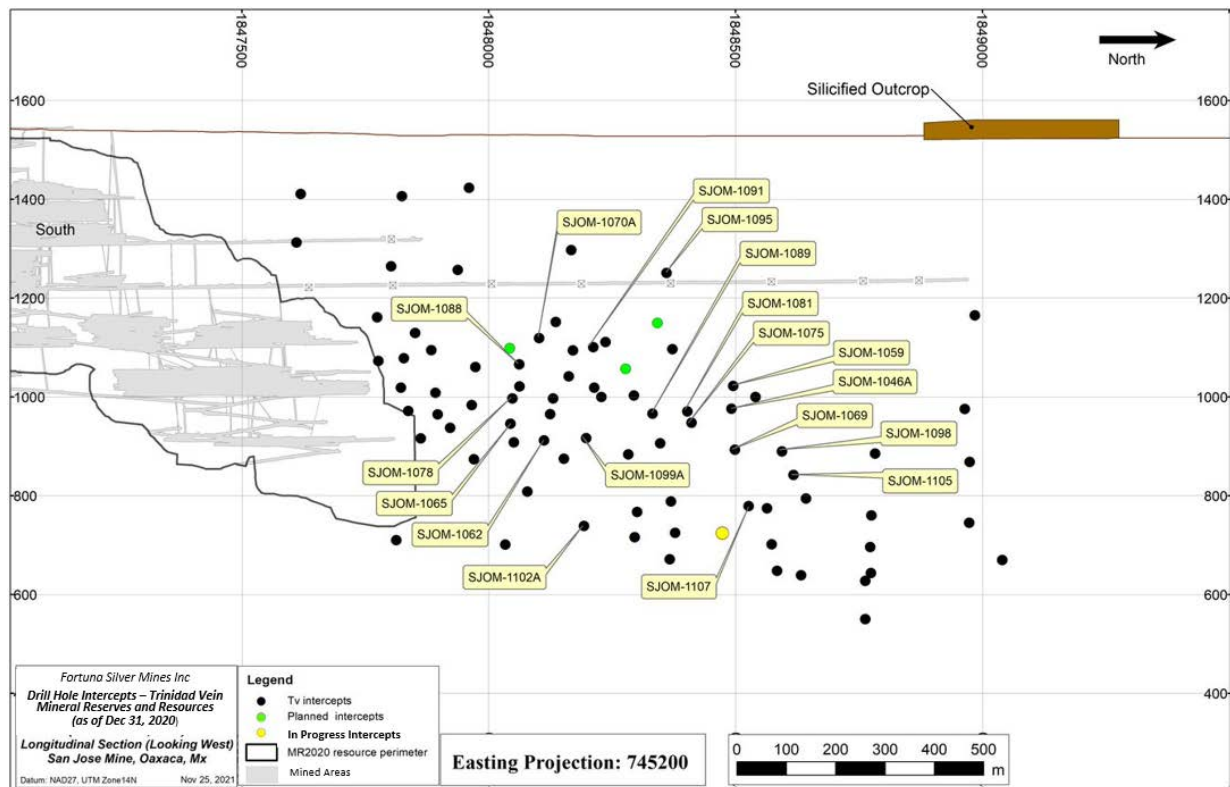 1847500
1848000
1848500
1849000
North
Silicified Outcrop
1600
1600
1400
1400
1200
1200
1000
1000
800
800
600
600
400
400
South
SJOM-1091
SJOM-1095
SJOM-1070A
SJOM-1089
SJOM-1088
SJOM-1081
SJOM-1075
SJOM-1059
SJOM-1046A
SJOM-1069
SJOM-1098
SJOM-1078
SJOM-1099A
SJOM-1105
SJOM-1065
SJOM-1062
SJOM-1102A
SJOM-1107
Fortuna Silver Mines Inc
Drill Hole Intercepts – Trinidad Vein
Mineral Reserves and Resources
(as of Dec 31, 2020)
Longitudinal Section (Looking West)
San Jose Mine, Oaxaca, Mx
Datum: NAD27, UTM Zone14N Nov 25, 2021
Legend
Tv intercepts
Planned intercepts
In Progress Intercepts
MR2020 resource perimeter
Mined Areas
Easting Projection: 745200
0 100 200 300 400 500
m